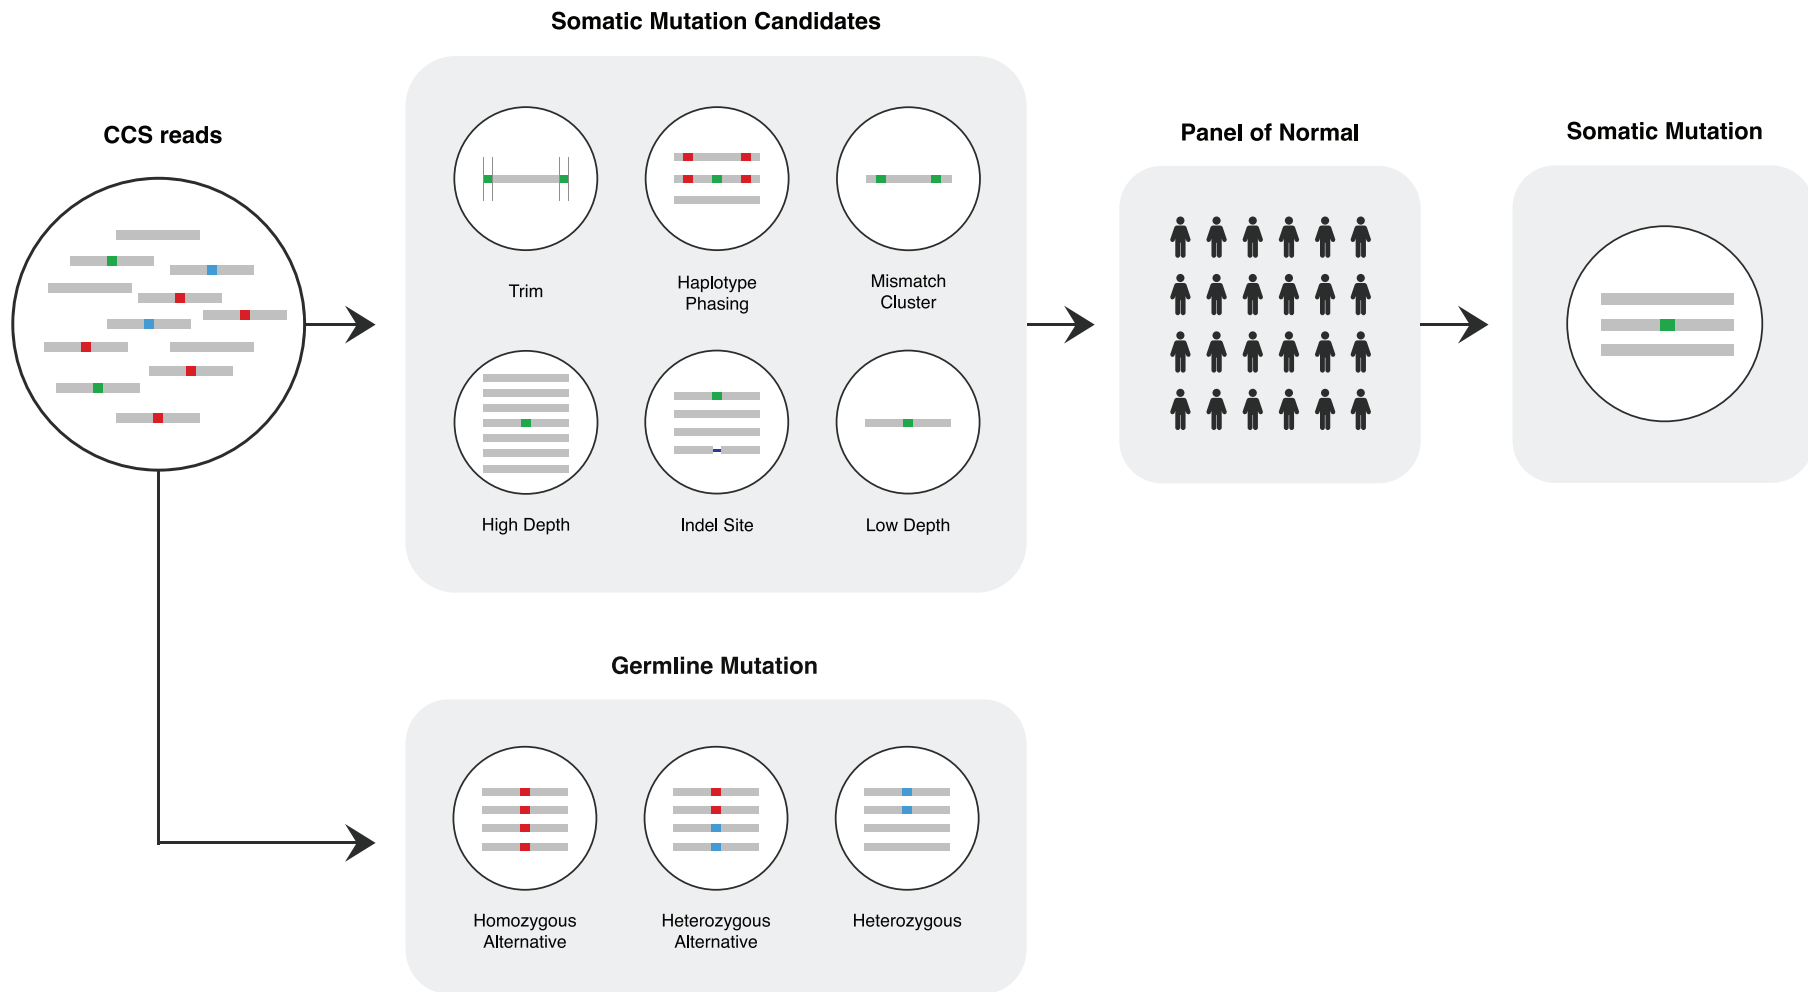 Somatic Mutation Candidates
CCS reads
Panel of Normal
Somatic Mutation
Trim
Haplotype
Phasing
Mismatch
Cluster
High Depth
Indel Site
Low Depth
Germline Mutation
Homozygous
Alternative
Heterozygous
Alternative
Heterozygous